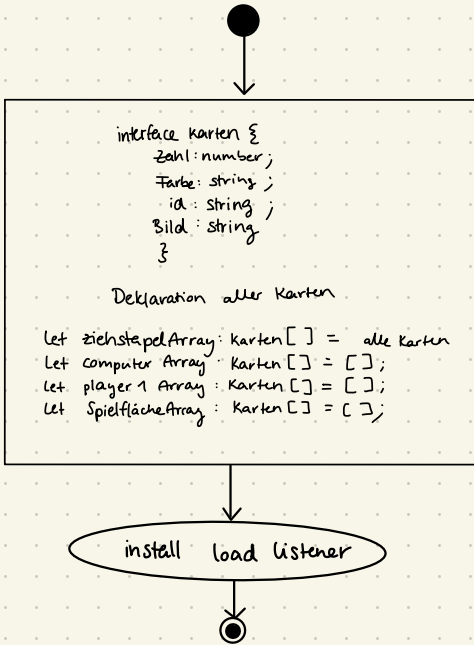 interface Karten {
Zahl : number ;
Farbe : string ;
id : string ;
Bild : string
}
Deklaration aller Karten
Let ziehstapelArray : Karten [ ] = alle Karten
Let computer Array : Karten [ ] = [ ] ;
Let player 1 Array : Karten [ ] = [ ] ;
Let SpielflächeArray : Karten [ ] = [ ] ;
install load listener